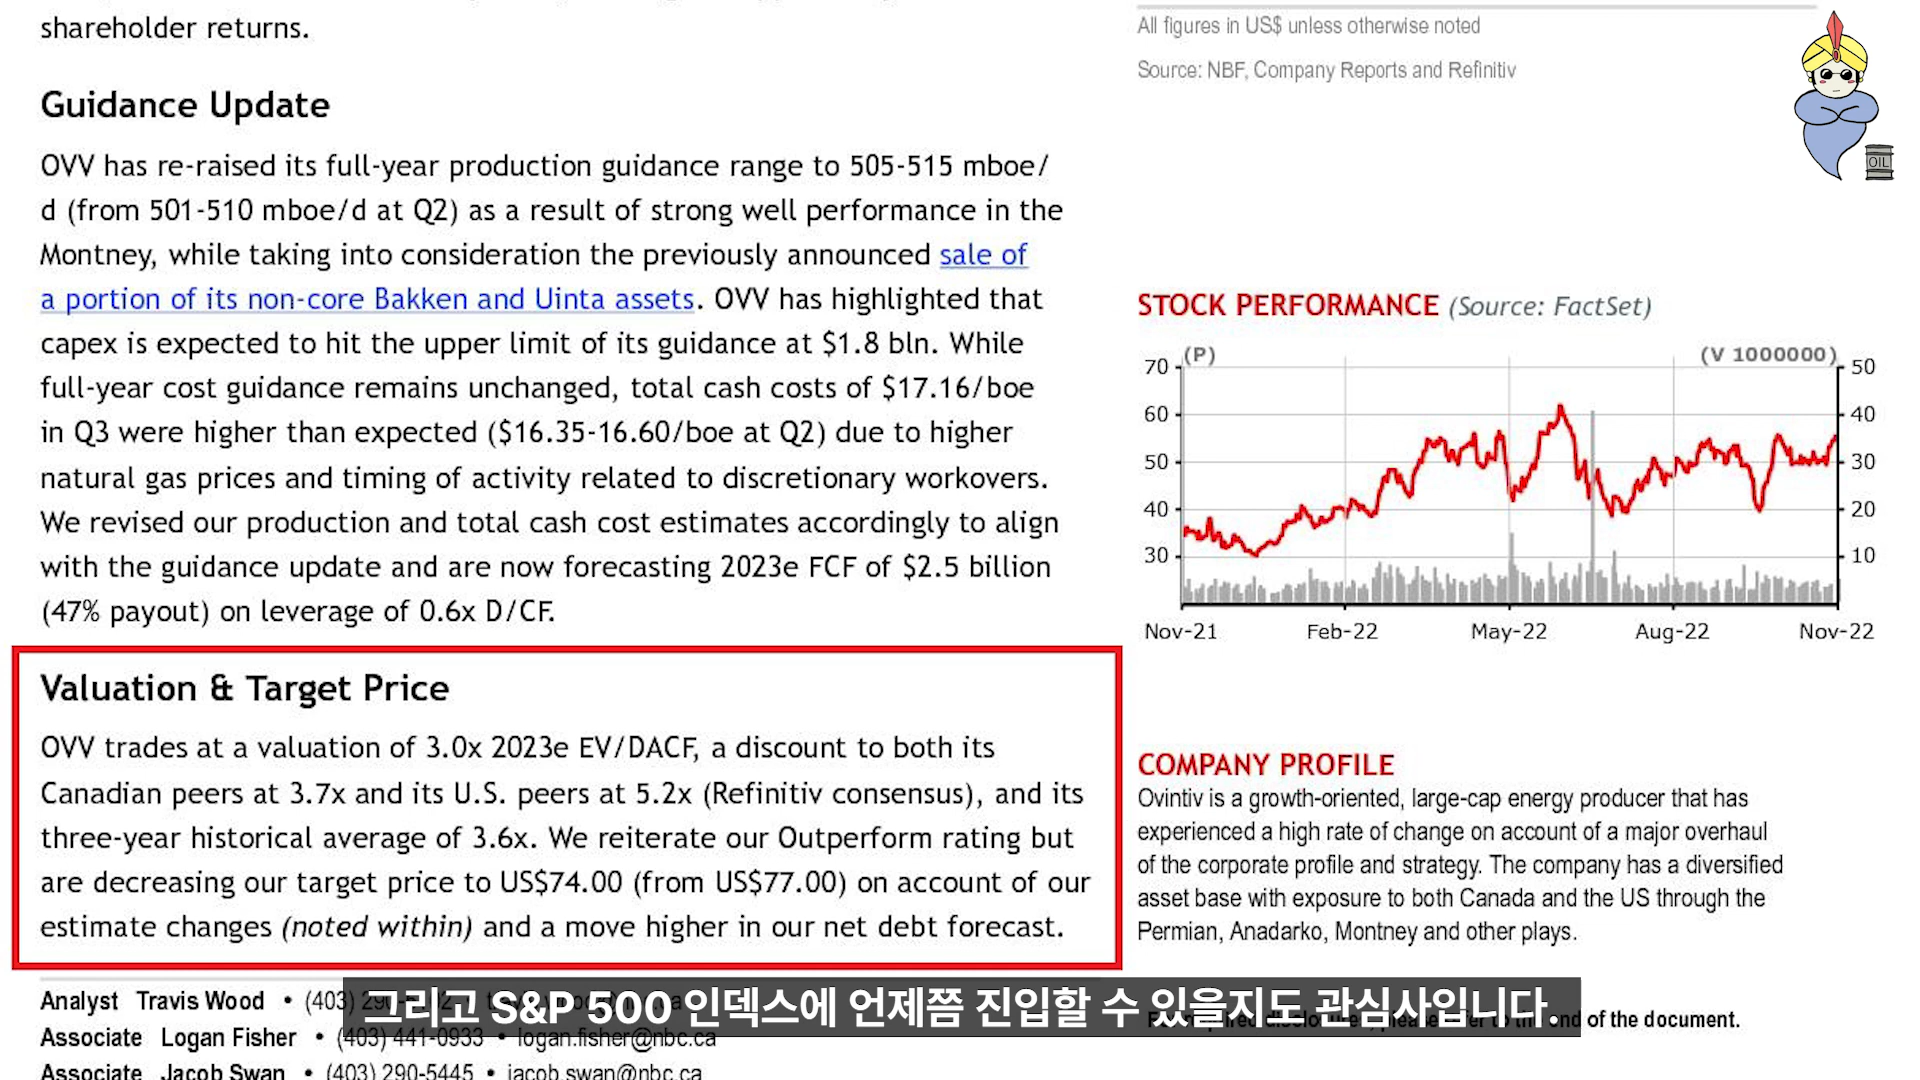 shareholder returns.
Guidance Update
OVV has re-raised its full-year production guidance range to 505-515 mboe/
d (from 501-510 mboe/d at Q2) as a result of strong well performance in the
Montney, while taking into consideration the previously announced sale of
a portion of its non-core Bakken and Uinta assets. OVV has highlighted that
capex is expected to hit the upper limit of its guidance at $1.8 bln. While
full-year cost guidance remains unchanged, total cash costs of $17.16/boe
in Q3 were higher than expected ($16.35-16.60/boe at Q2) due to higher
natural gas prices and timing of activity related to discretionary workovers.
We revised our production and total cash cost estimates accordingly to align
with the guidance update and are now forecasting 2023e FCF of $2.5 billion
(47% payout) on leverage of 0.6x D/CF.
Valuation & Target Price
OVV trades at a valuation of 3.0x 2023e EV/DACF, a discount to both its
Canadian peers at 3.7x and its U.S. peers at 5.2x (Refinitiv consensus), and its
three-year historical average of 3.6x. We reiterate our Outperform rating but
are decreasing our target price to US$74.00 (from US$77.00) on account of our
estimate changes (noted within) and a move higher in our net debt forecast.
Analyst Travis Wood • (403)
Associate Logan Fisher • (403) 441-0933 • logan.fisher@nbc.ca
Associate Jacob Swan • (403) 290-5445 • jacob.swan@nbc.ca
All figures in US$ unless otherwise noted
Source: NBF, Company Reports and Refinitiv
OIL
STOCK PERFORMANCE (Source: FactSet)
(P) (V 1000000)
70 50
60 40
50 30
40 20
30 10
Nov-21 Feb-22 May-22 Aug-22 Nov-22
COMPANY PROFILE
Ovintiv is a growth-oriented, large-cap energy producer that has
experienced a high rate of change on account of a major overhaul
of the corporate profile and strategy. The company has a diversified
asset base with exposure to both Canada and the US through the
Permian, Anadarko, Montney and other plays.
end of the document.
그리고 S&P 500 인덱스에 언제쯤 진입할 수 있을지도 관심사입니다.